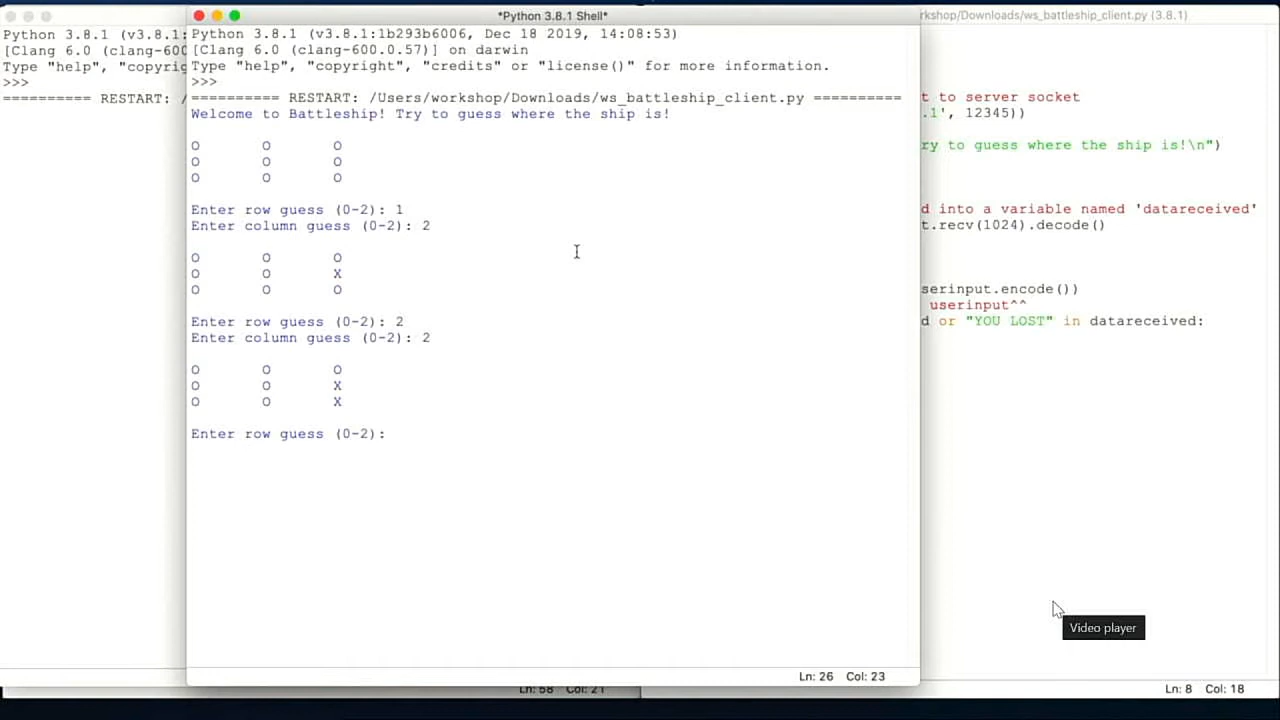 *Python 3.8.1 Shell*
rkshop/Downloads/ws_battleship_client.py (3.8.1)
Python 3.8.1 (v3.8.1:
[Clang 6.0 (clang-600
Type "help", "copyrig
>>>
========== RESTART: /
Python 3.8.1 (v3.8.1:1b293b6006, Dec 18 2019, 14:08:53)
[Clang 6.0 (clang-600.0.57)] on darwin
Type "help", "copyright", "credits" or "license()" for more information.
>>>
========== RESTART: /Users/workshop/Downloads/ws_battleship_client.py ==========
Welcome to Battleship! Try to guess where the ship is!
O O O
O O O
O O O
Enter row guess (0-2): 1
Enter column guess (0-2): 2
O O O
O O X
O O O
Enter row guess (0-2): 2
Enter column guess (0-2): 2
O O O
O O X
O O X
Enter row guess (0-2):
Ln: 26 Col: 23
t to server socket
.1', 12345))
ry to guess where the ship is!\n")
d into a variable named 'datareceived'
t.recv(1024).decode()
serinput.encode())
userinput^^
d or "YOU LOST" in datareceived:
Video player
Ln: 58 Col: 21
Ln: 8 Col: 18